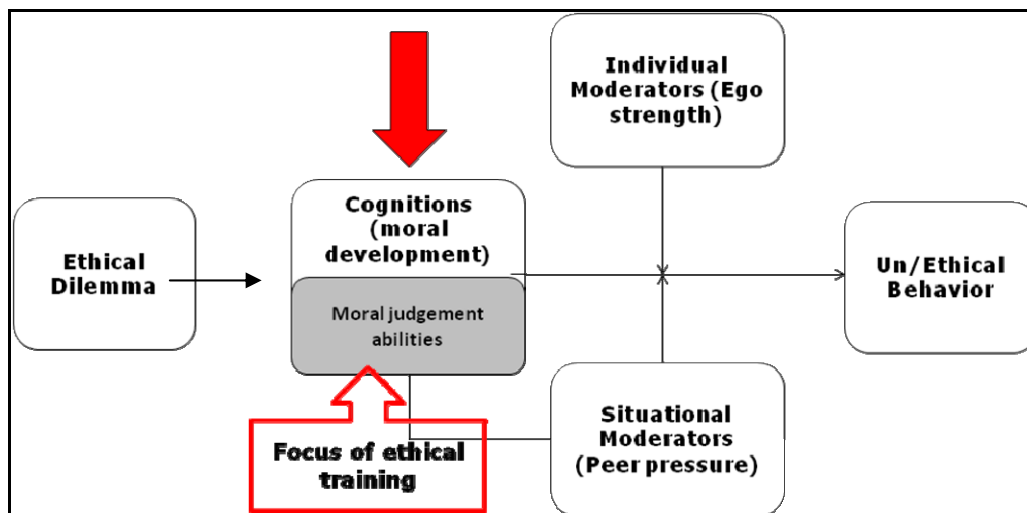 Individual
Moderators (Ego
strength)
Cognitions
(moral
development)
Ethical
Dilemma
Un/Ethical
Behavior
Moral judgement
abilities
Situational
Moderators
(Peer pressure)
Focus of ethical
training